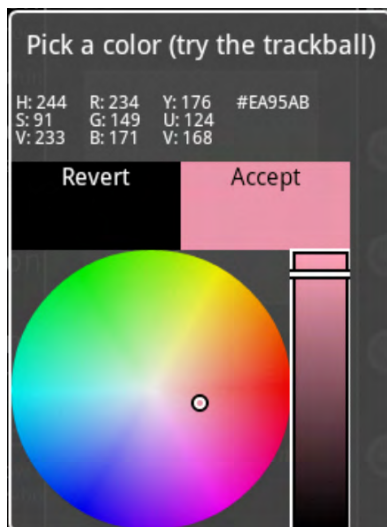 Pick a color (try the trackball)
H: 244 R: 234 Y: 176 #EA95AB
S: 91 G: 149 U: 124
V: 233 B: 171 V: 168
Revert Accept